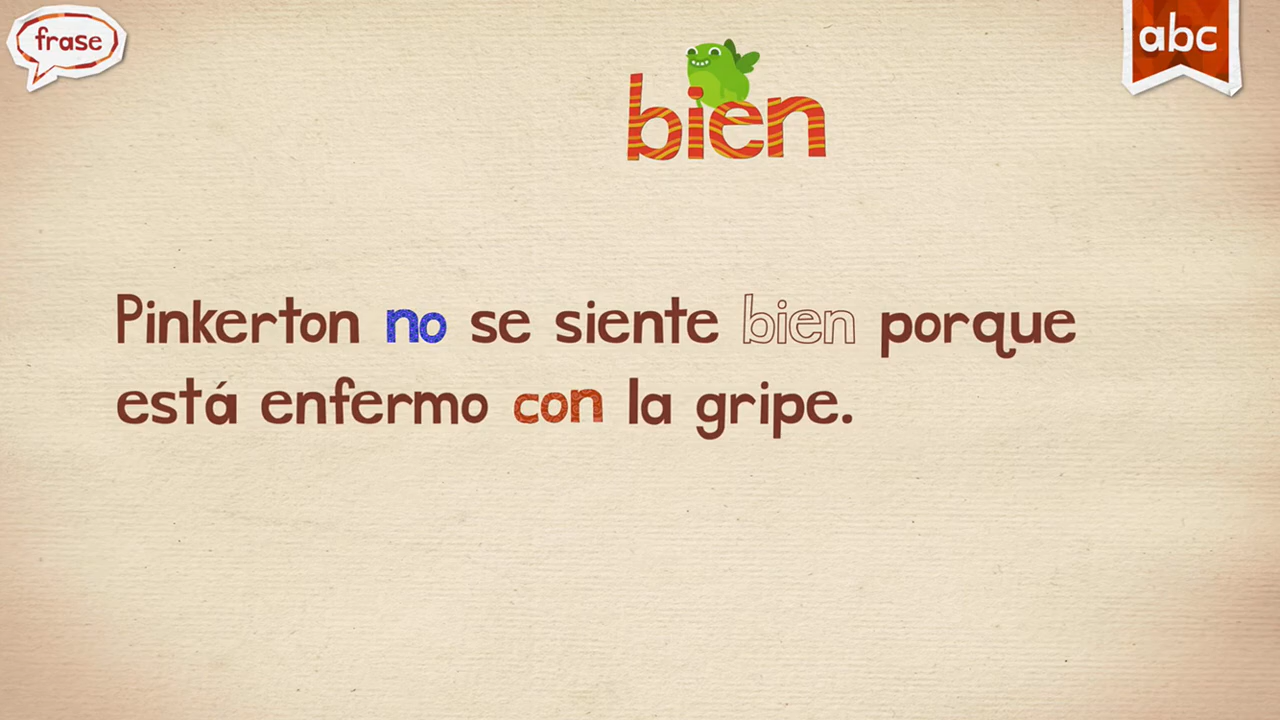 frase
abc
bien
Pinkerton no se siente bien porque
está enfermo con la gripe.